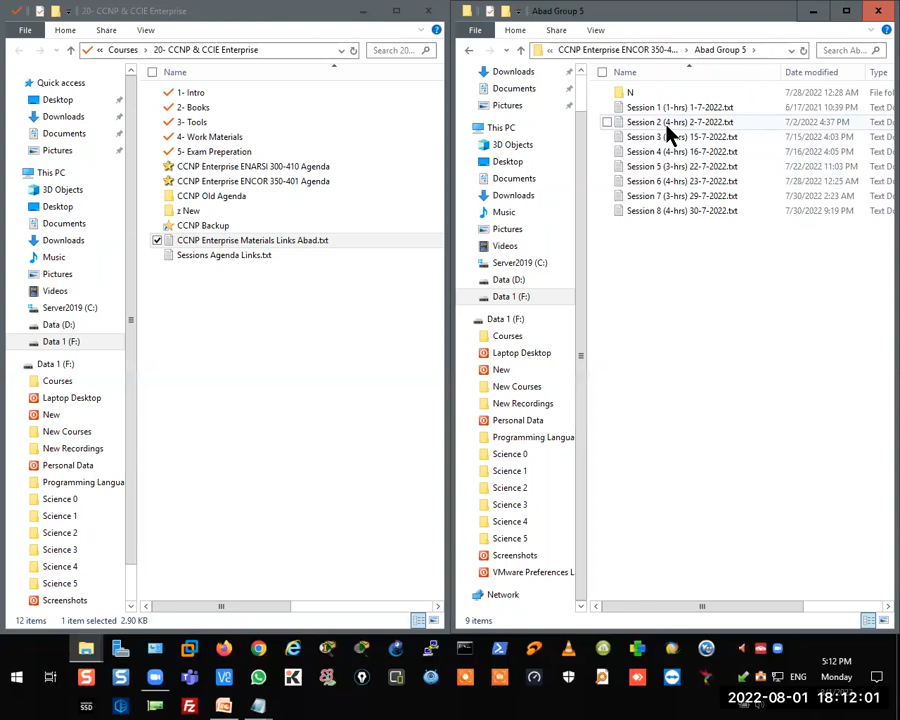 20- CCNP & CCIE Enterprise
File
Home
Share
View
Courses
20- CCNP & CCIE Enterprise
Search 20...
Name
Quick access
Desktop
Downloads
Documents
Pictures
This PC
3D Objects
Desktop
Documents
Downloads
Music
Pictures
Videos
Server2019 (C:)
Data (D:)
Data 1 (F:)
Data 1 (F:)
Courses
Laptop Desktop
New
New Courses
New Recordings
Personal Data
Programming Langua
Science 0
Science 1
Science 2
Science 3
Science 4
Science 5
Screenshots
1- Intro
2- Books
3- Tools
4- Work Materials
5- Exam Preperation
CCNP Enterprise ENARSI 300-410 Agenda
CCNP Enterprise ENCOR 350-401 Agenda
CCNP Old Agenda
z New
CCNP Backup
CCNP Enterprise Materials Links Abad.txt
Sessions Agenda Links.txt
12 items
1 item selected 2.90 KB
Abad Group 5
File
Home
Share
View
CCNP Enterprise ENCOR 350-4...
Abad Group 5
Search Ab...
Name
Date modified
Type
Downloads
Documents
Pictures
This PC
3D Objects
Desktop
Documents
Downloads
Music
Pictures
Videos
Server2019 (C:)
Data (D:)
Data 1 (F:)
Data 1 (F:)
Courses
Laptop Desktop
New
New Courses
New Recordings
Personal Data
Programming Langua
Science 0
Science 1
Science 2
Science 3
Science 4
Science 5
Screenshots
VMware Preferences L
Network
N 7/28/2022 12:28 AM File fol
Session 1 (1-hrs) 1-7-2022.txt 6/17/2021 10:39 PM Text Do
Session 2 (4-hrs) 2-7-2022.txt 7/2/2022 4:37 PM Text Do
Session 3 (4-hrs) 15-7-2022.txt 7/15/2022 4:03 PM Text Do
Session 4 (4-hrs) 16-7-2022.txt 7/16/2022 4:05 PM Text Do
Session 5 (3-hrs) 22-7-2022.txt 7/22/2022 11:03 PM Text Do
Session 6 (4-hrs) 23-7-2022.txt 7/28/2022 12:25 AM Text Do
Session 7 (3-hrs) 29-7-2022.txt 7/30/2022 2:23 AM Text Do
Session 8 (4-hrs) 30-7-2022.txt 7/30/2022 9:19 PM Text Do
9 items
ENG
5:12 PM
Monday
2022-08-01 18:12:01
SSD